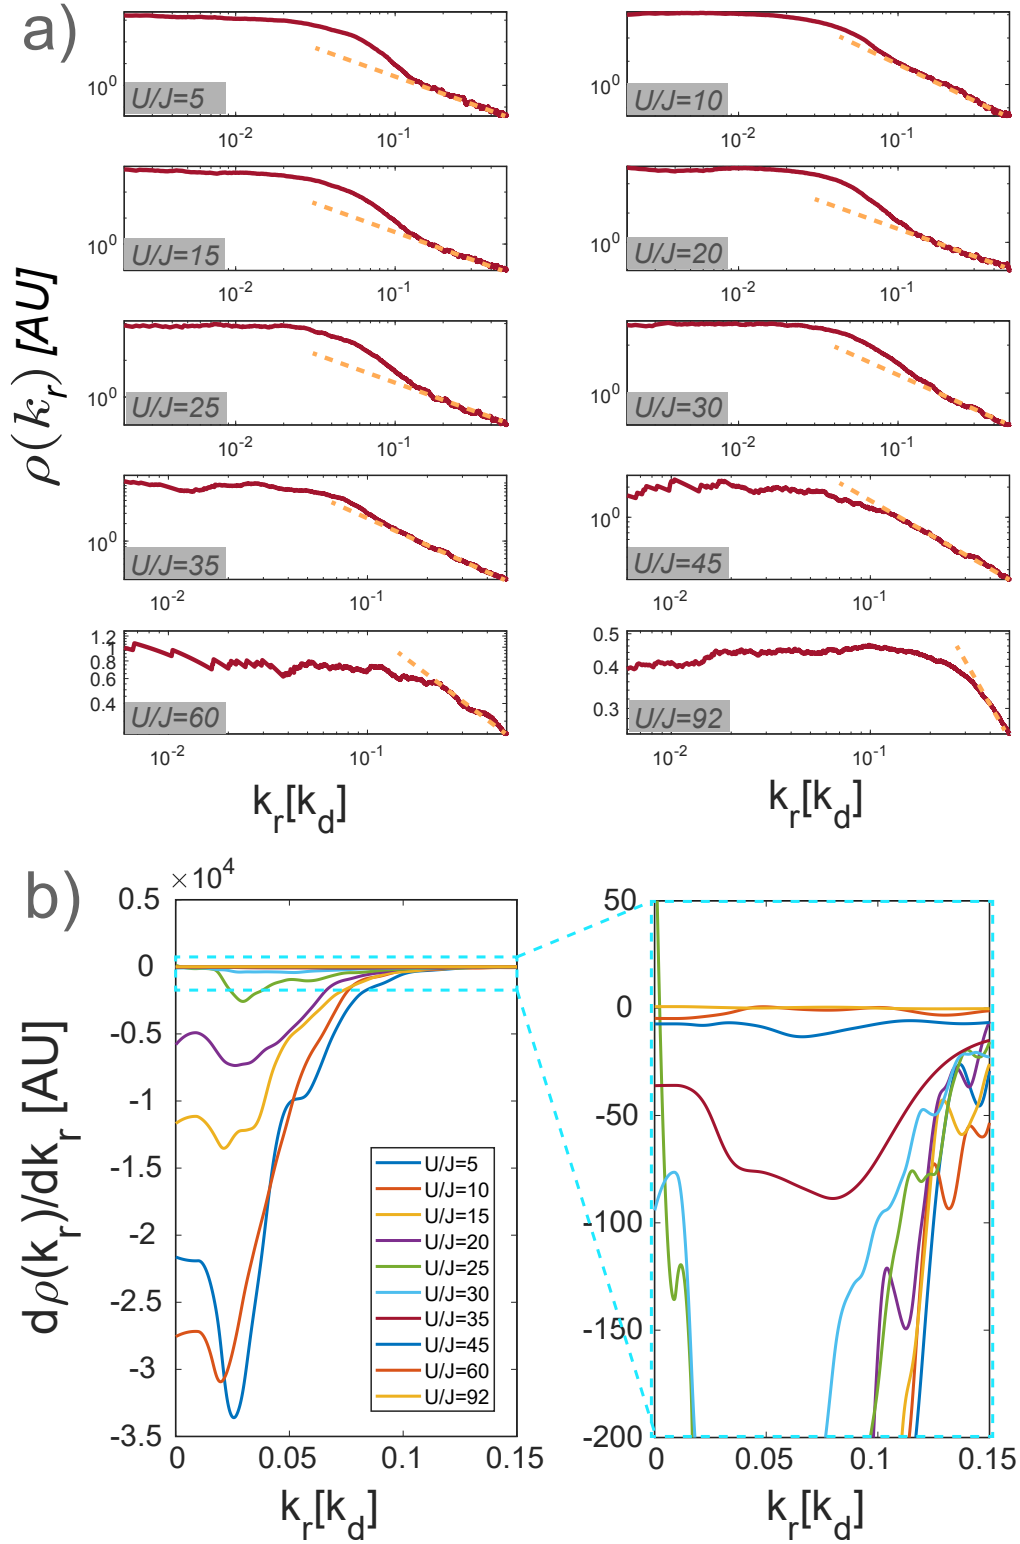 a)
10^0
U/J=5
10^-2 10^-1
U/J=10
10^-2 10^-1
10^0
U/J=15
10^-2 10^-1
10^0
U/J=20
10^-2 10^-1
10^0
U/J=25
10^-2 10^-1
10^0
U/J=30
10^-2 10^-1
10^0
U/J=35
10^-2 10^-1
10^0
U/J=45
10^-2 10^-1
1.2
1
0.8
0.4
U/J=60
10^-2 10^-1
0.5
0.4
0.3
U/J=92
10^-2 10^-1
10^0
ρ(k_r) [AU]
k_r[k_d]
k_r[k_d]
b)
×10^4
0.5
0
-0.5
-1
-1.5
-2
-2.5
-3
-3.5
0 0.05 0.1 0.15
dρ(k_r)/dk_r [AU]
k_r[k_d]
U/J=5
U/J=10
U/J=15
U/J=20
U/J=25
U/J=30
U/J=35
U/J=45
U/J=60
U/J=92
50
0
-50
-100
-150
-200
0 0.05 0.1 0.15
k_r[k_d]